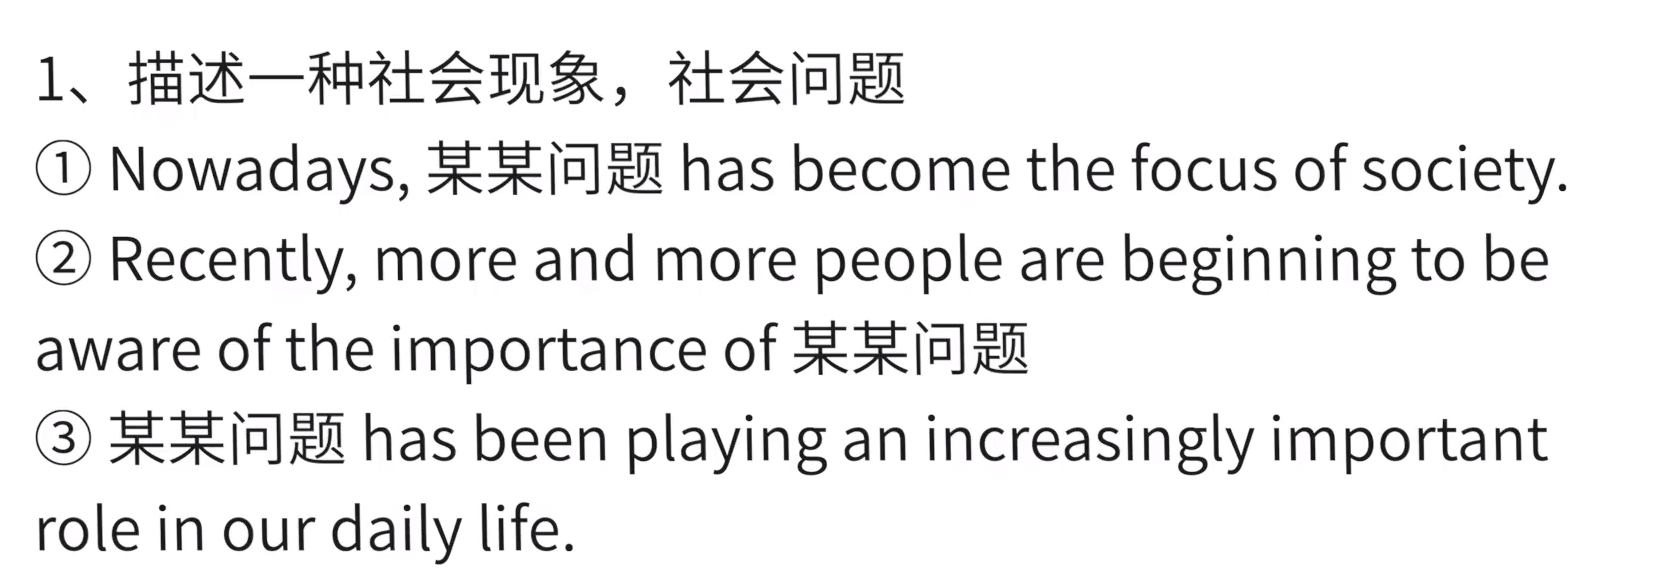 1、描述一种社会现象，社会问题
① Nowadays, 某某问题 has become the focus of society.
② Recently, more and more people are beginning to be
aware of the importance of 某某问题
③ 某某问题 has been playing an increasingly important
role in our daily life.